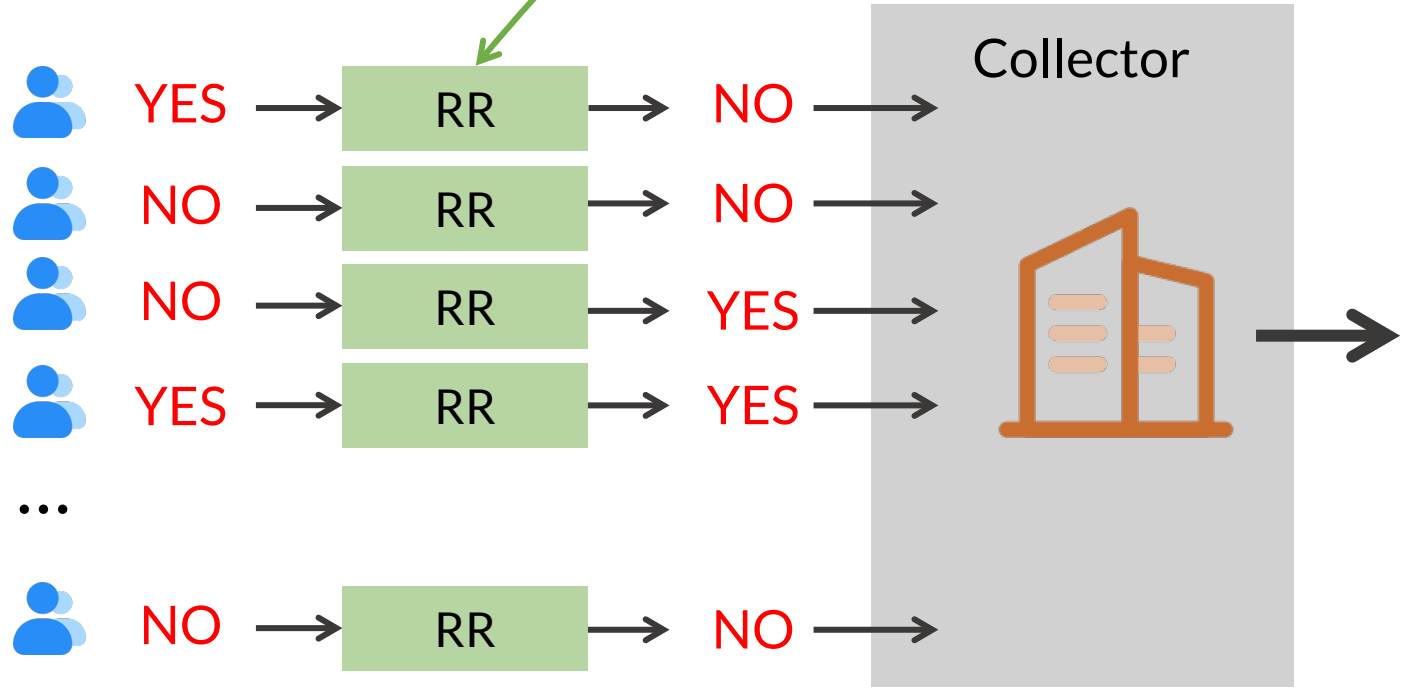 Collector
YES RR NO
NO RR NO
NO RR YES
YES RR YES
...
NO RR NO